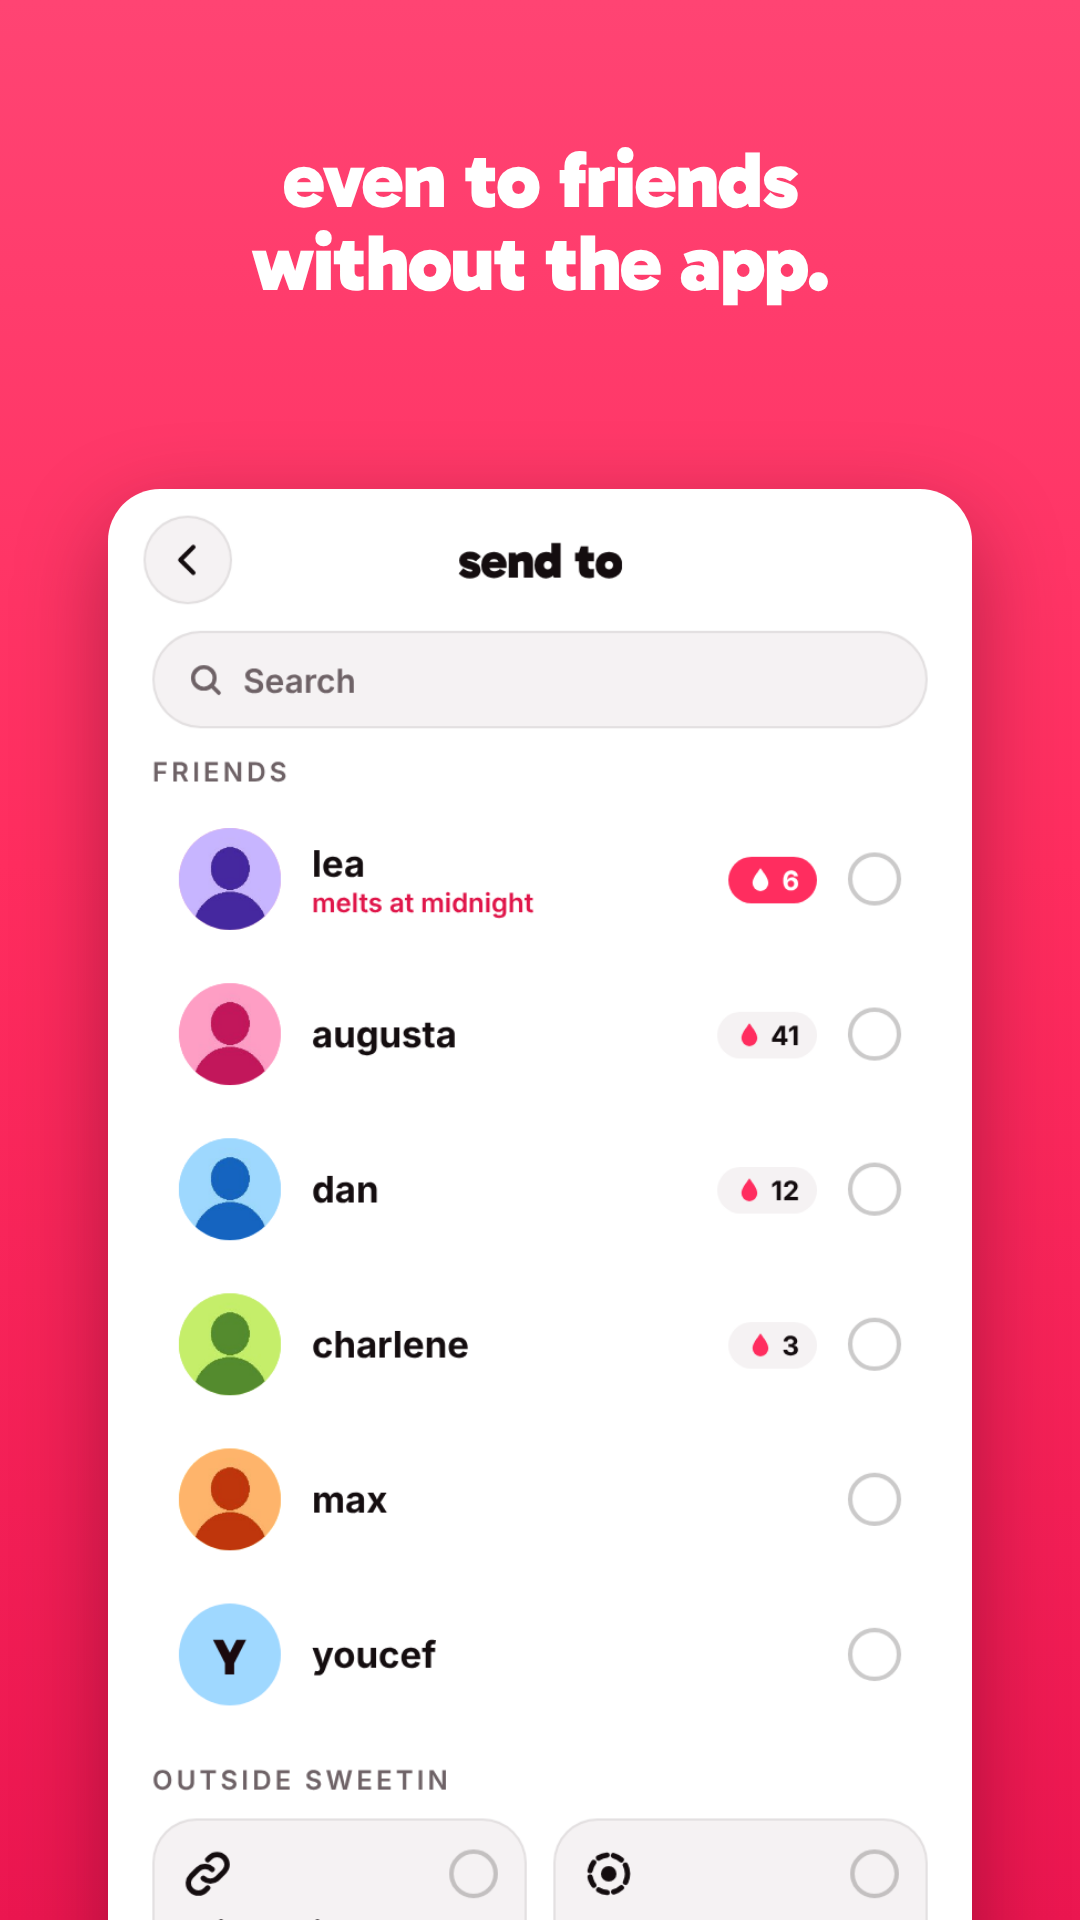 even to friends
without the app.
send to
Search
FRIENDS
lea
melts at midnight
6
augusta
41
dan
12
charlene
3
max
Y
youcef
OUTSIDE SWEETIN